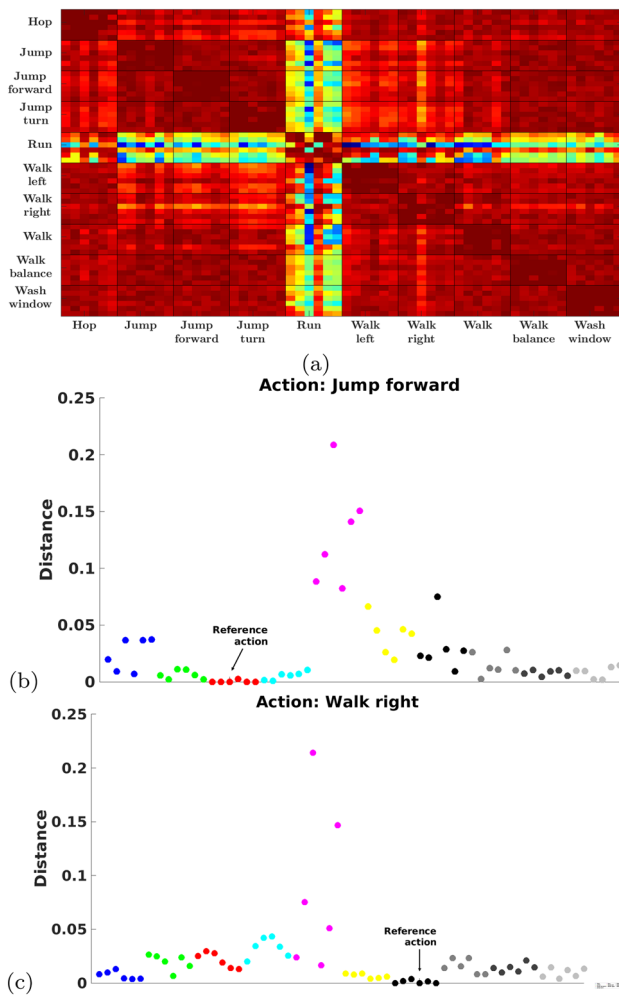 Hop
Jump
Jump
forward
Jump
turn
Run
Walk
left
Walk
right
Walk
Walk
balance
Wash
window
Hop Jump Jump Jump Run Walk Walk Walk Walk Wash
forward turn left right balance window
(a)
Action: Jump forward
0.25
0.2
0.15
0.1
0.05
0
Distance
Reference
action
(b)
Action: Walk right
0.25
0.2
0.15
0.1
0.05
0
Distance
Reference
action
(c)